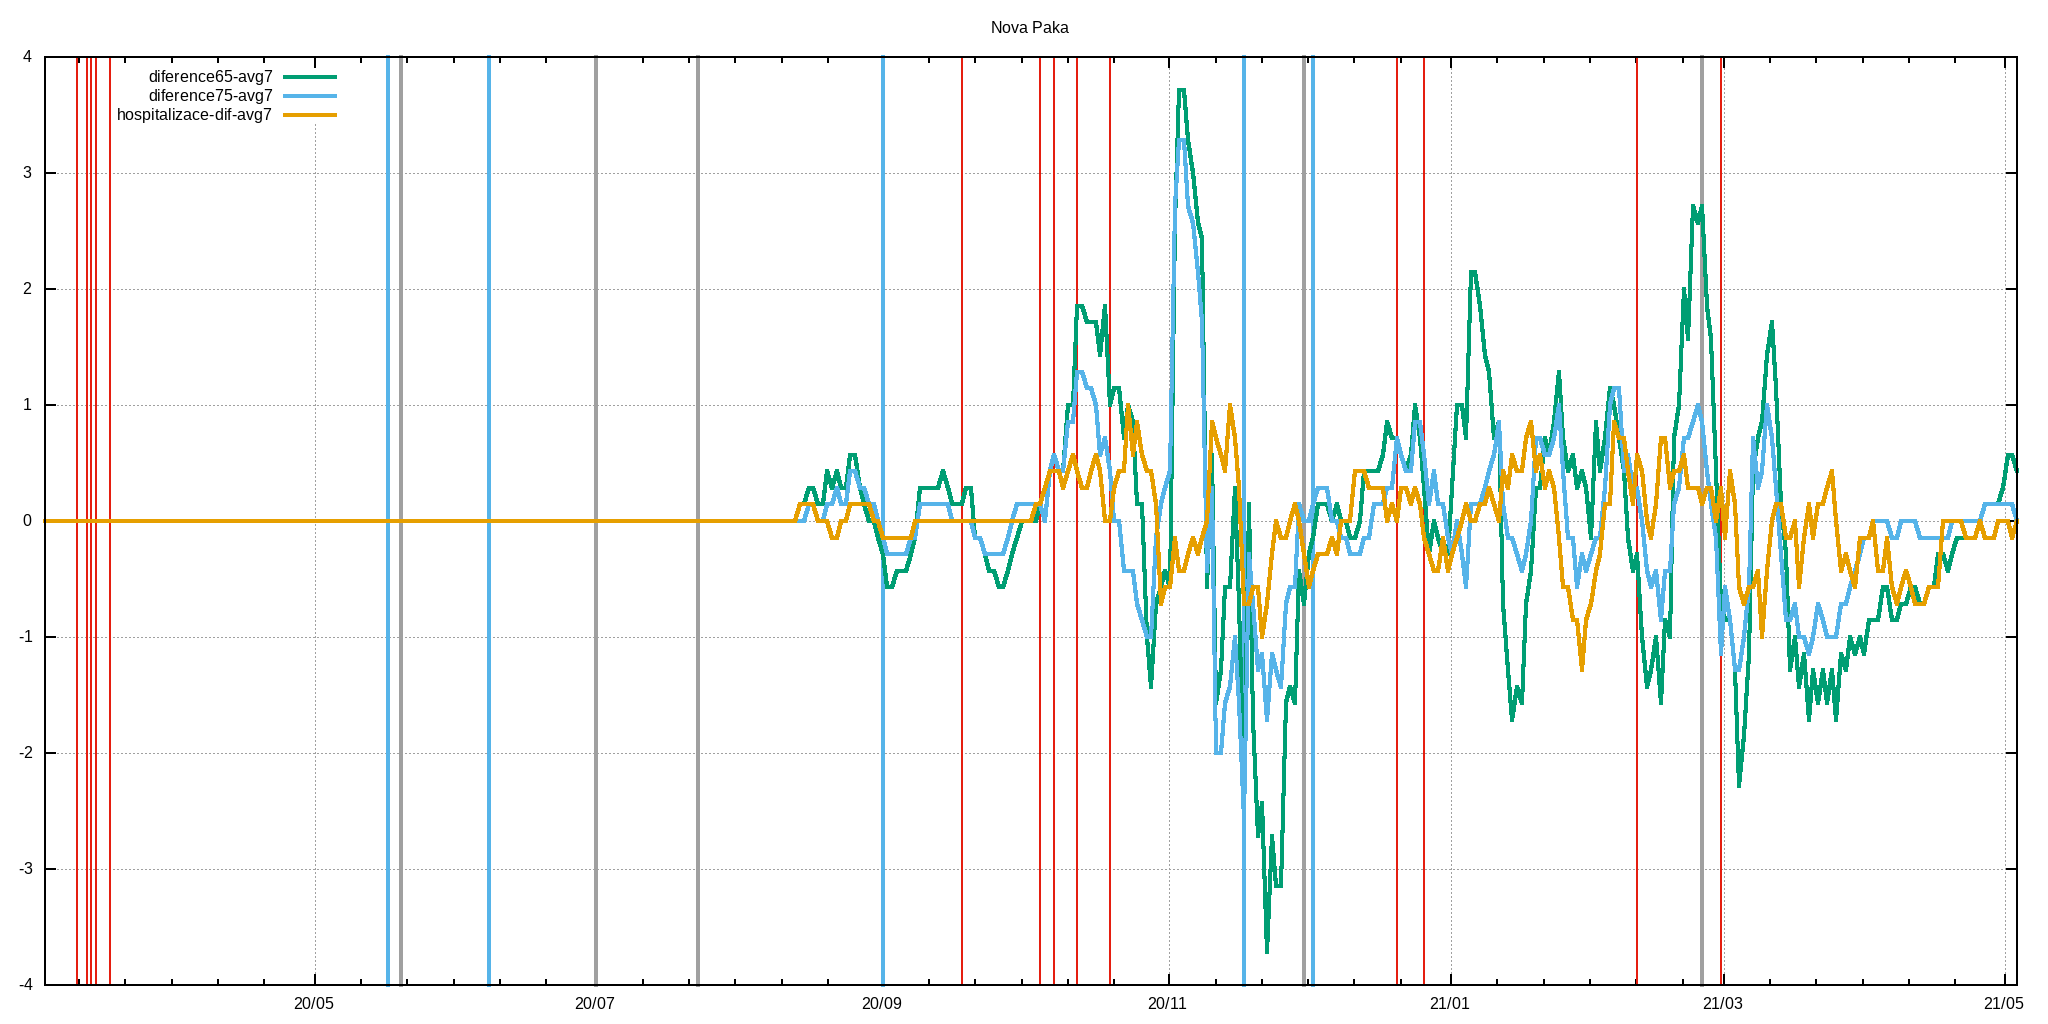 Nova Paka
diference65-avg7
diference75-avg7
hospitalizace-dif-avg7
4
3
2
1
0
-1
-2
-3
-4
20/05 20/07 20/09 20/11 21/01 21/03 21/05